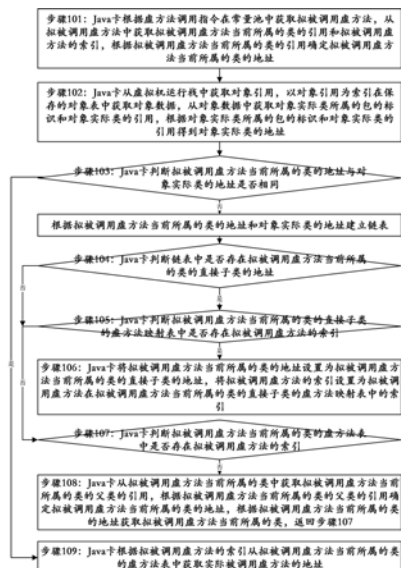 步骤101：Java卡根据虚方法调用指令在常量池中获取拟被调用虚方法，从
拟被调用虚方法中获取拟被调用虚方法当前所属的类的引用和拟被调用虚
方法的索引，根据拟被调用虚方法当前所属的类的引用确定拟被调用虚方法
当前所属的类的地址
步骤102：Java卡从虚拟机运行栈中获取对象引用，以对象引用为索引在保
存的对象表中获取对象数据，从对象数据中获取对象实际类所属的包的标
识和对象实际类的引用，根据对象实际类所属的包的标识和对象实际类的
引用得到对象实际类的地址
步骤103：Java卡判断拟被调用虚方法当前所属的类的地址与对
象实际类的地址是否相同
否
根据拟被调用虚方法当前所属的类的地址和对象实际类的地址建立链表
步骤104：Java卡判断链表中是否存在拟被调用虚方法当前所属
的类的直接子类的地址
否
是
步骤105：Java卡判断拟被调用虚方法当前所属的类的直接子类
的虚方法映射表中是否存在拟被调用虚方法的索引
否
是
是
步骤106：Java卡将拟被调用虚方法当前所属的类的地址设置为拟被调用虚方
法当前所属的类的直接子类的地址，将拟被调用虚方法的索引设置为拟被调
用虚方法在拟被调用虚方法当前所属的类的直接子类的虚方法映射表中的索
引
步骤107：Java卡判断拟被调用虚方法当前所属的类的虚方法表
中是否存在拟被调用虚方法的索引
否
步骤108：Java卡从拟被调用虚方法当前所属的类中获取拟被调用虚方法当前
所属的类的父类的引用，根据拟被调用虚方法当前所属的类的父类的引用确
定拟被调用虚方法当前所属的类的地址，根据拟被调用虚方法当前所属的类
的地址获取拟被调用虚方法当前所属的类，返回步骤107
步骤109：Java卡根据拟被调用虚方法的索引从拟被调用虚方法当前所属的类
的虚方法表中获取实际被调用虚方法的地址